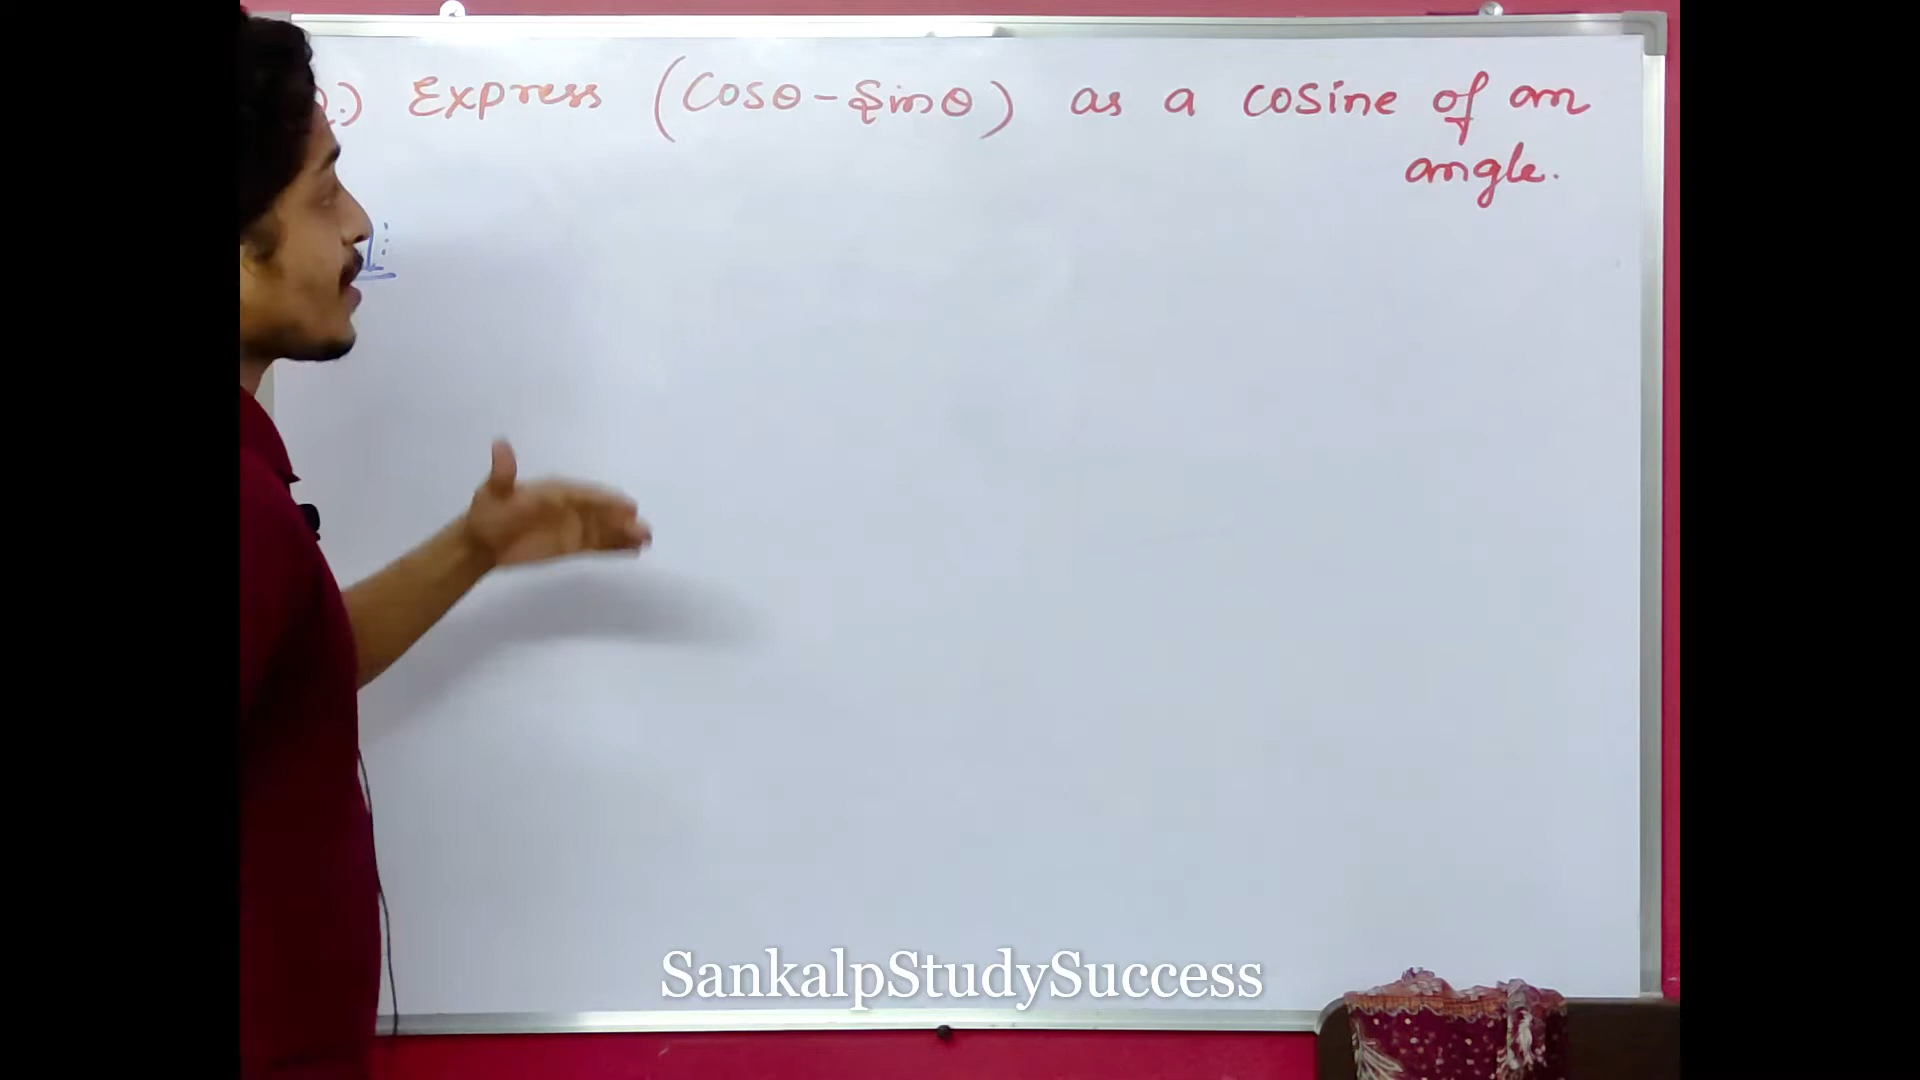 Express (Cosθ - Sinθ) as a cosine of an
angle.
SankalpStudySuccess